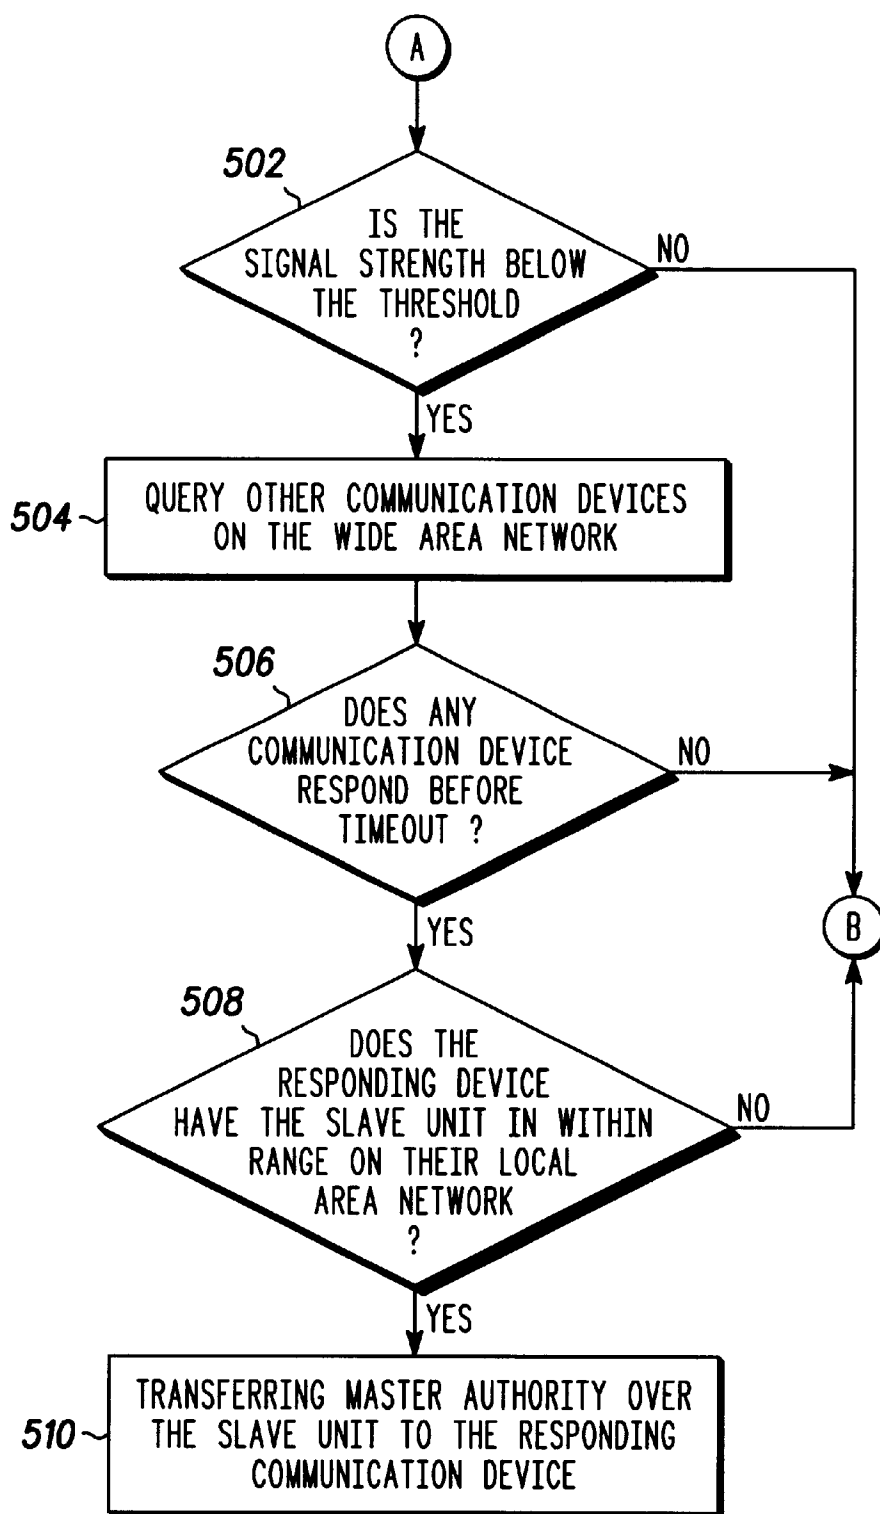 A
502
IS THE
SIGNAL STRENGTH BELOW
THE THRESHOLD
?
NO
YES
504
QUERY OTHER COMMUNICATION DEVICES
ON THE WIDE AREA NETWORK
506
DOES ANY
COMMUNICATION DEVICE
RESPOND BEFORE
TIMEOUT ?
NO
YES
B
508
DOES THE
RESPONDING DEVICE
HAVE THE SLAVE UNIT IN WITHIN
RANGE ON THEIR LOCAL
AREA NETWORK
?
NO
YES
510
TRANSFERRING MASTER AUTHORITY OVER
THE SLAVE UNIT TO THE RESPONDING
COMMUNICATION DEVICE